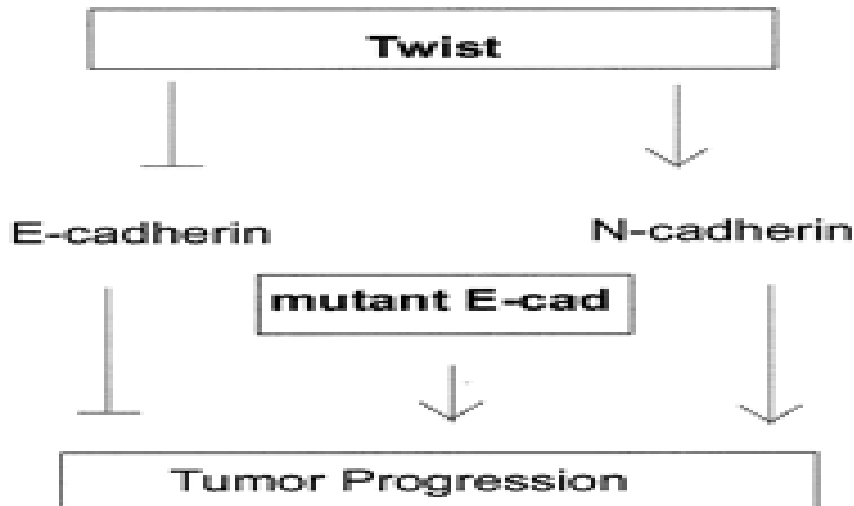 Twist
E-cadherin
N-cadherin
mutant E-cad
Tumor Progression